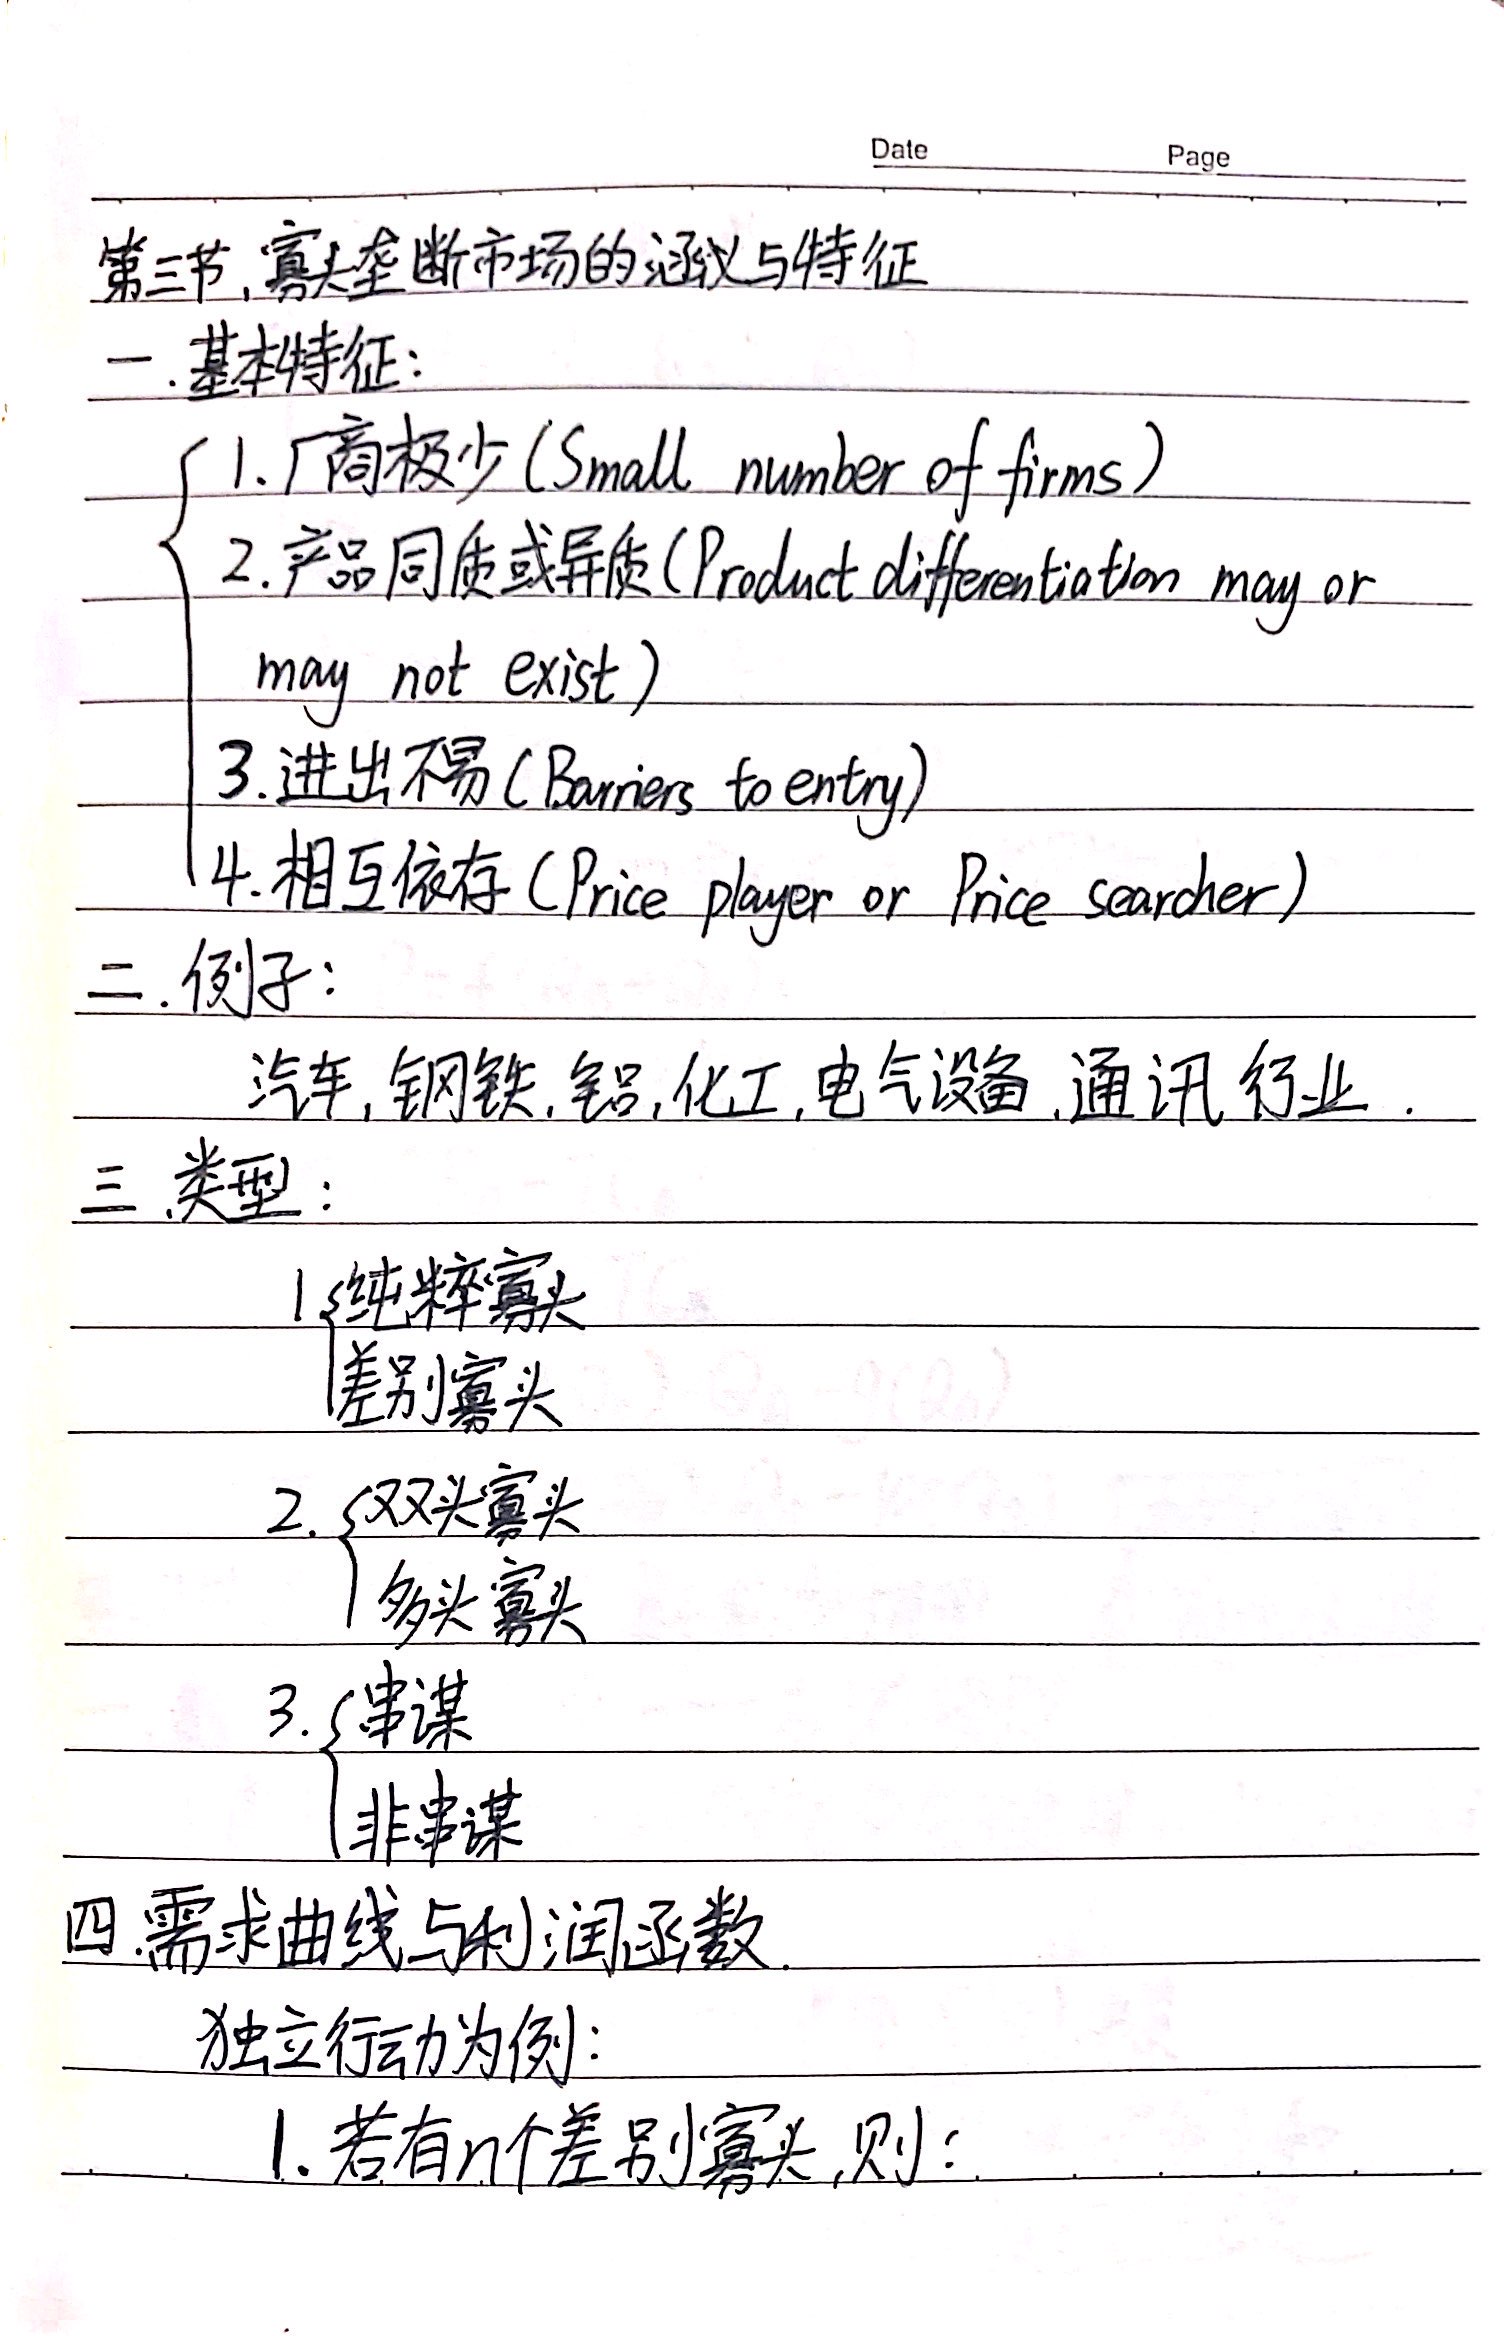 Date Page
第三节,寡头垄断市场的涵义与特征
一.基本特征:
1.厂商极少(Small number of firms)
2.产品同质或异质(Product differentiation may or
may not exist)
3.进出不易(Barriers to entry)
4.相互依存(Price player or Price searcher)
二.例子:
汽车,钢铁,铝,化工,电气设备,通讯行业.
三.类型:
1纯粹寡头
差别寡头
2.双头寡头
多头寡头
3.串谋
非串谋
四.需求曲线与利润函数.
独立行动为例:
1.若有n个差别寡头,则: